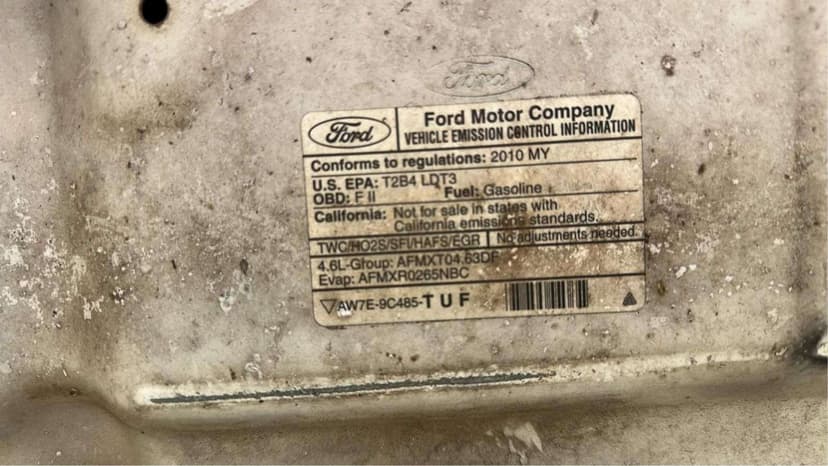 Ford
Ford
Ford Motor Company
VEHICLE EMISSION CONTROL INFORMATION
Conforms to regulations: 2010 MY
U.S. EPA: T2B4 LDT3
OBD: F II Fuel: Gasoline
California: Not for sale in states with
California emissions standards.
TWC/HO2S/SFI/HAFS/EGR No adjustments needed.
4.6L-Group: AFMXT04.63DF
Evap: AFMXR0265NBC
AW7E-9C485-TUF